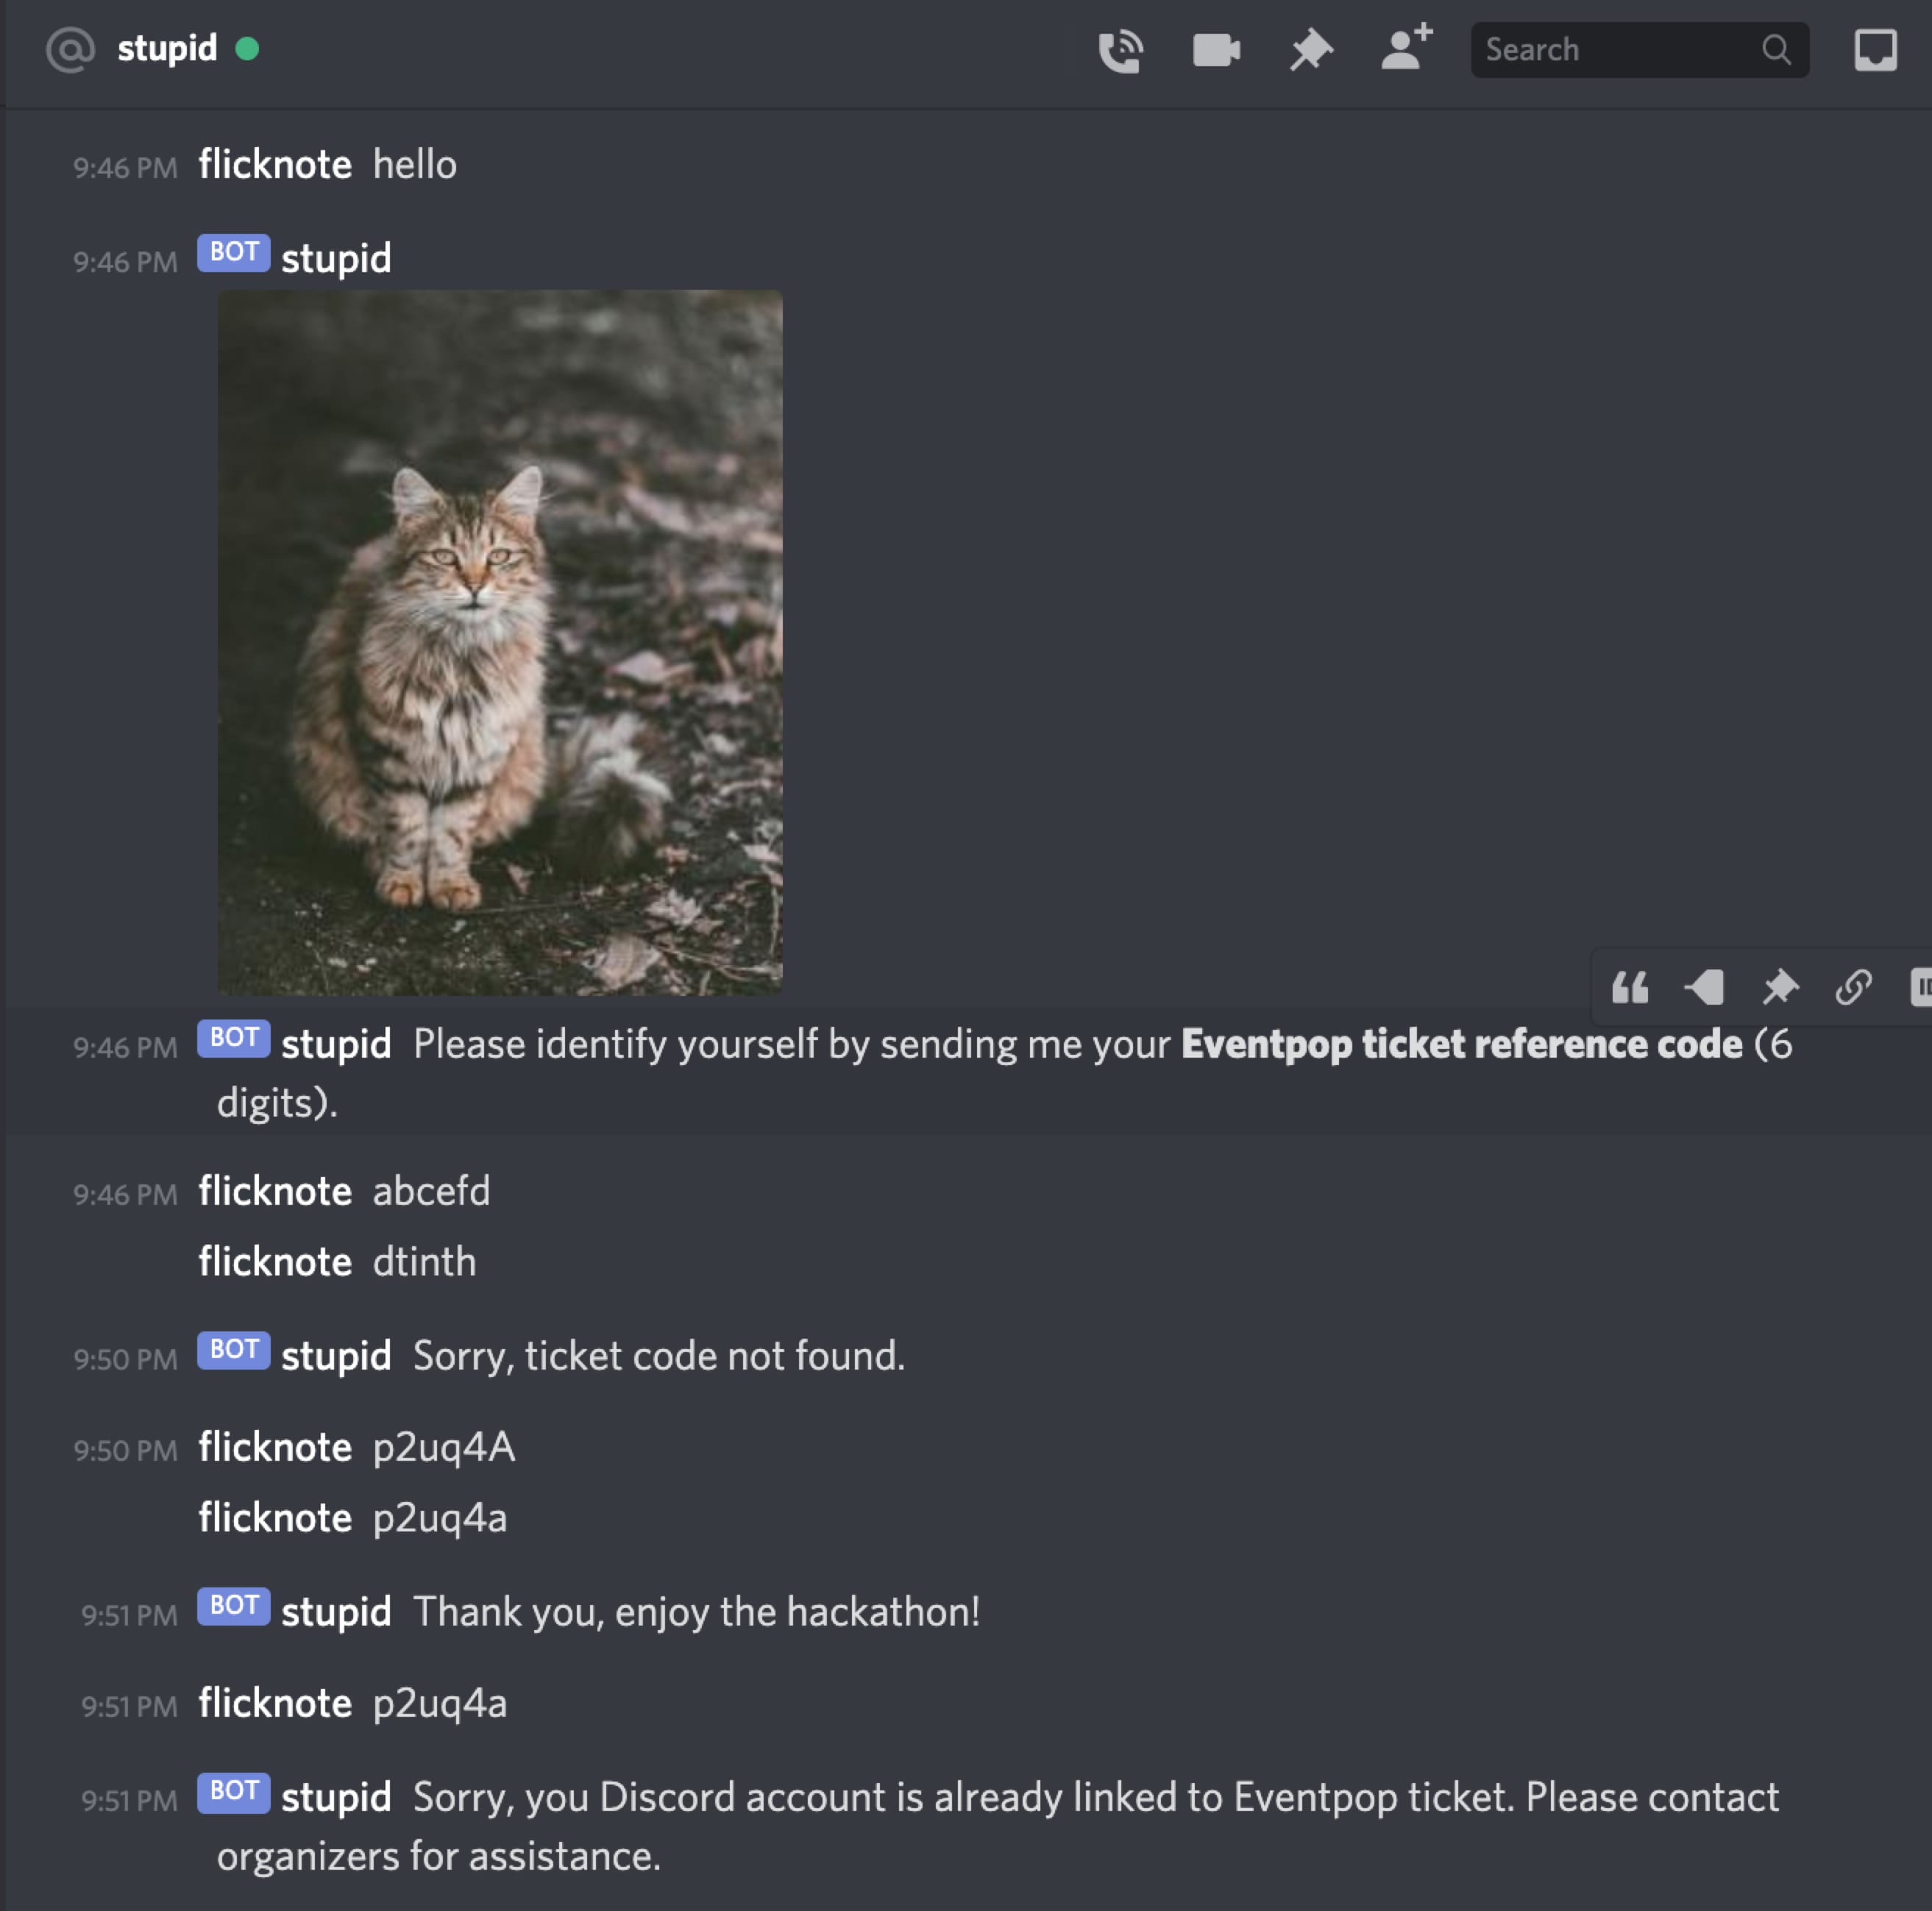 stupid
Search
9:46 PM flicknote hello
9:46 PM BOT stupid
9:46 PM BOT stupid Please identify yourself by sending me your Eventpop ticket reference code (6
digits).
9:46 PM flicknote abcefd
flicknote dtinth
9:50 PM BOT stupid Sorry, ticket code not found.
9:50 PM flicknote p2uq4A
flicknote p2uq4a
9:51 PM BOT stupid Thank you, enjoy the hackathon!
9:51 PM flicknote p2uq4a
9:51 PM BOT stupid Sorry, you Discord account is already linked to Eventpop ticket. Please contact
organizers for assistance.